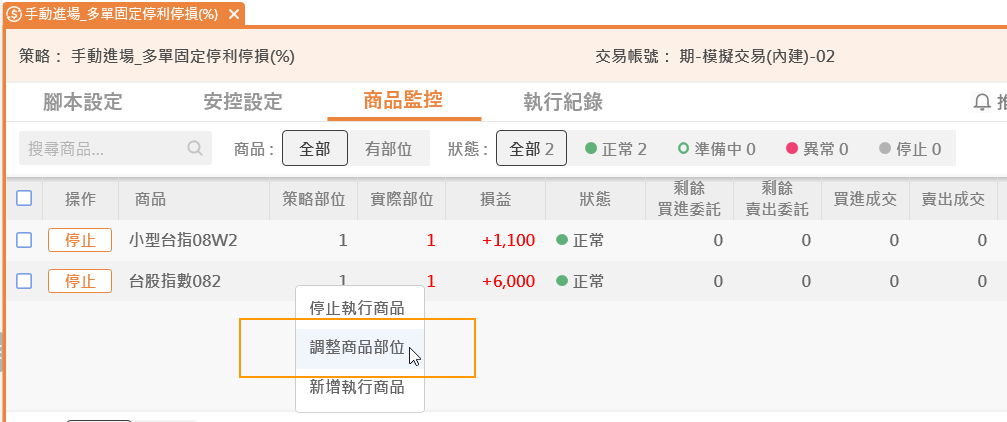 手動進場_多單固定停利停損(%)
策略： 手動進場_多單固定停利停損(%) 交易帳號： 期-模擬交易(內建)-02
腳本設定 安控設定 商品監控 執行紀錄
搜尋商品... 商品： 全部 有部位 狀態： 全部 2 正常 2 準備中 0 異常 0 停止 0
操作 商品 策略部位 實際部位 損益 狀態 剩餘 剩餘 買進成交 賣出成交
買進委託 賣出委託
停止 小型台指08W2 1 1 +1,100 正常 0 0 0 0
停止 台股指數082 1 1 +6,000 正常 0 0 0 0
停止執行商品
調整商品部位
新增執行商品